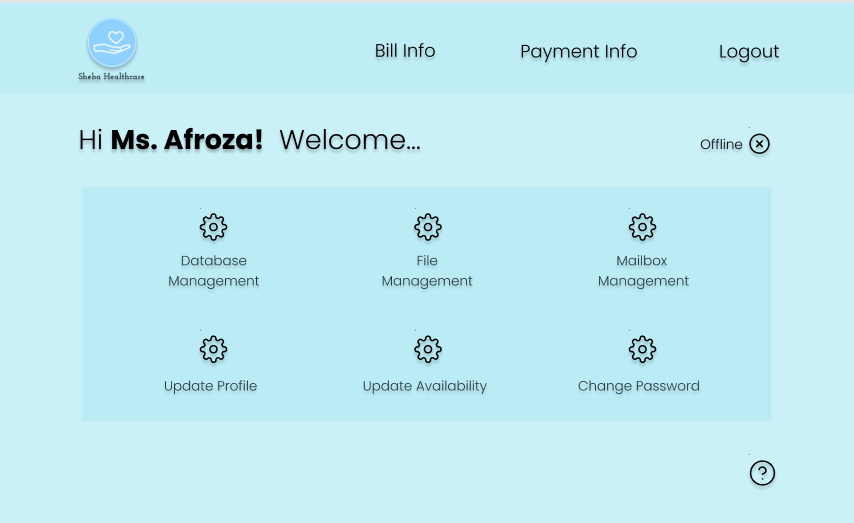 Sheba Healthcare
Bill Info
Payment Info
Logout
Hi Ms. Afroza! Welcome...
Offline
Database
Management
File
Management
Mailbox
Management
Update Profile
Update Availability
Change Password
?